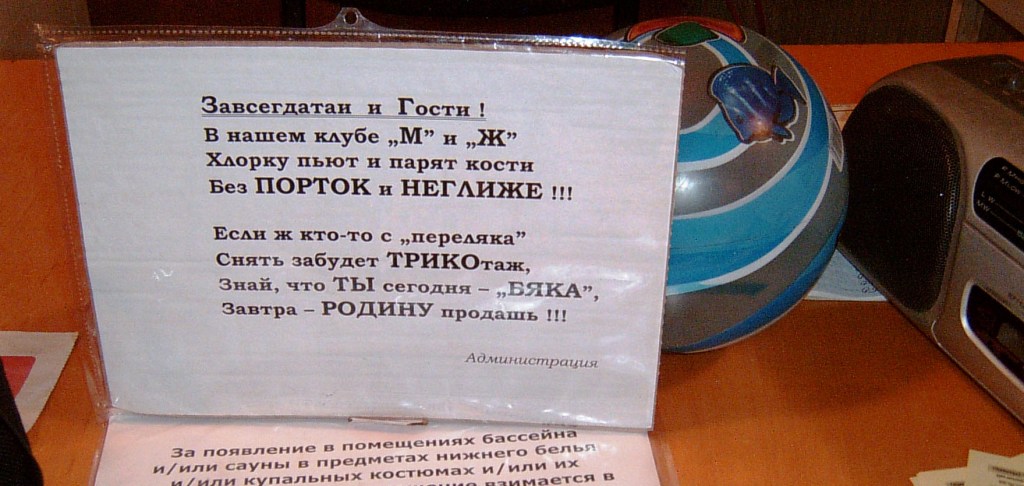 Завсегдатаи и Гости !
В нашем клубе „М” и „Ж”
Хлорку пьют и парят кости
Без ПОРТОК и НЕГЛИЖЕ !!!
Если ж кто-то с „переляка”
Снять забудет ТРИКОтаж,
Знай, что ТЫ сегодня – „БЯКА”,
Завтра – РОДИНУ продашь !!!
Администрация
За появление в помещениях бассейна
и/или сауны в предметах нижнего белья
и/или купальных костюмах и/или их
взимается в